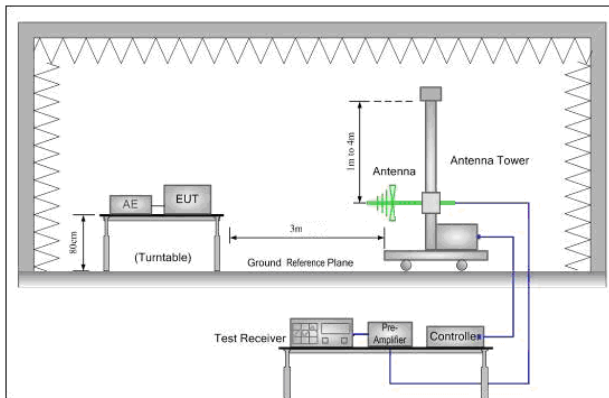 1m to 4m
Antenna
Antenna Tower
AE
EUT
80cm
(Turntable)
3m
Ground Reference Plane
Test Receiver
Pre-
Amplifier
Controller